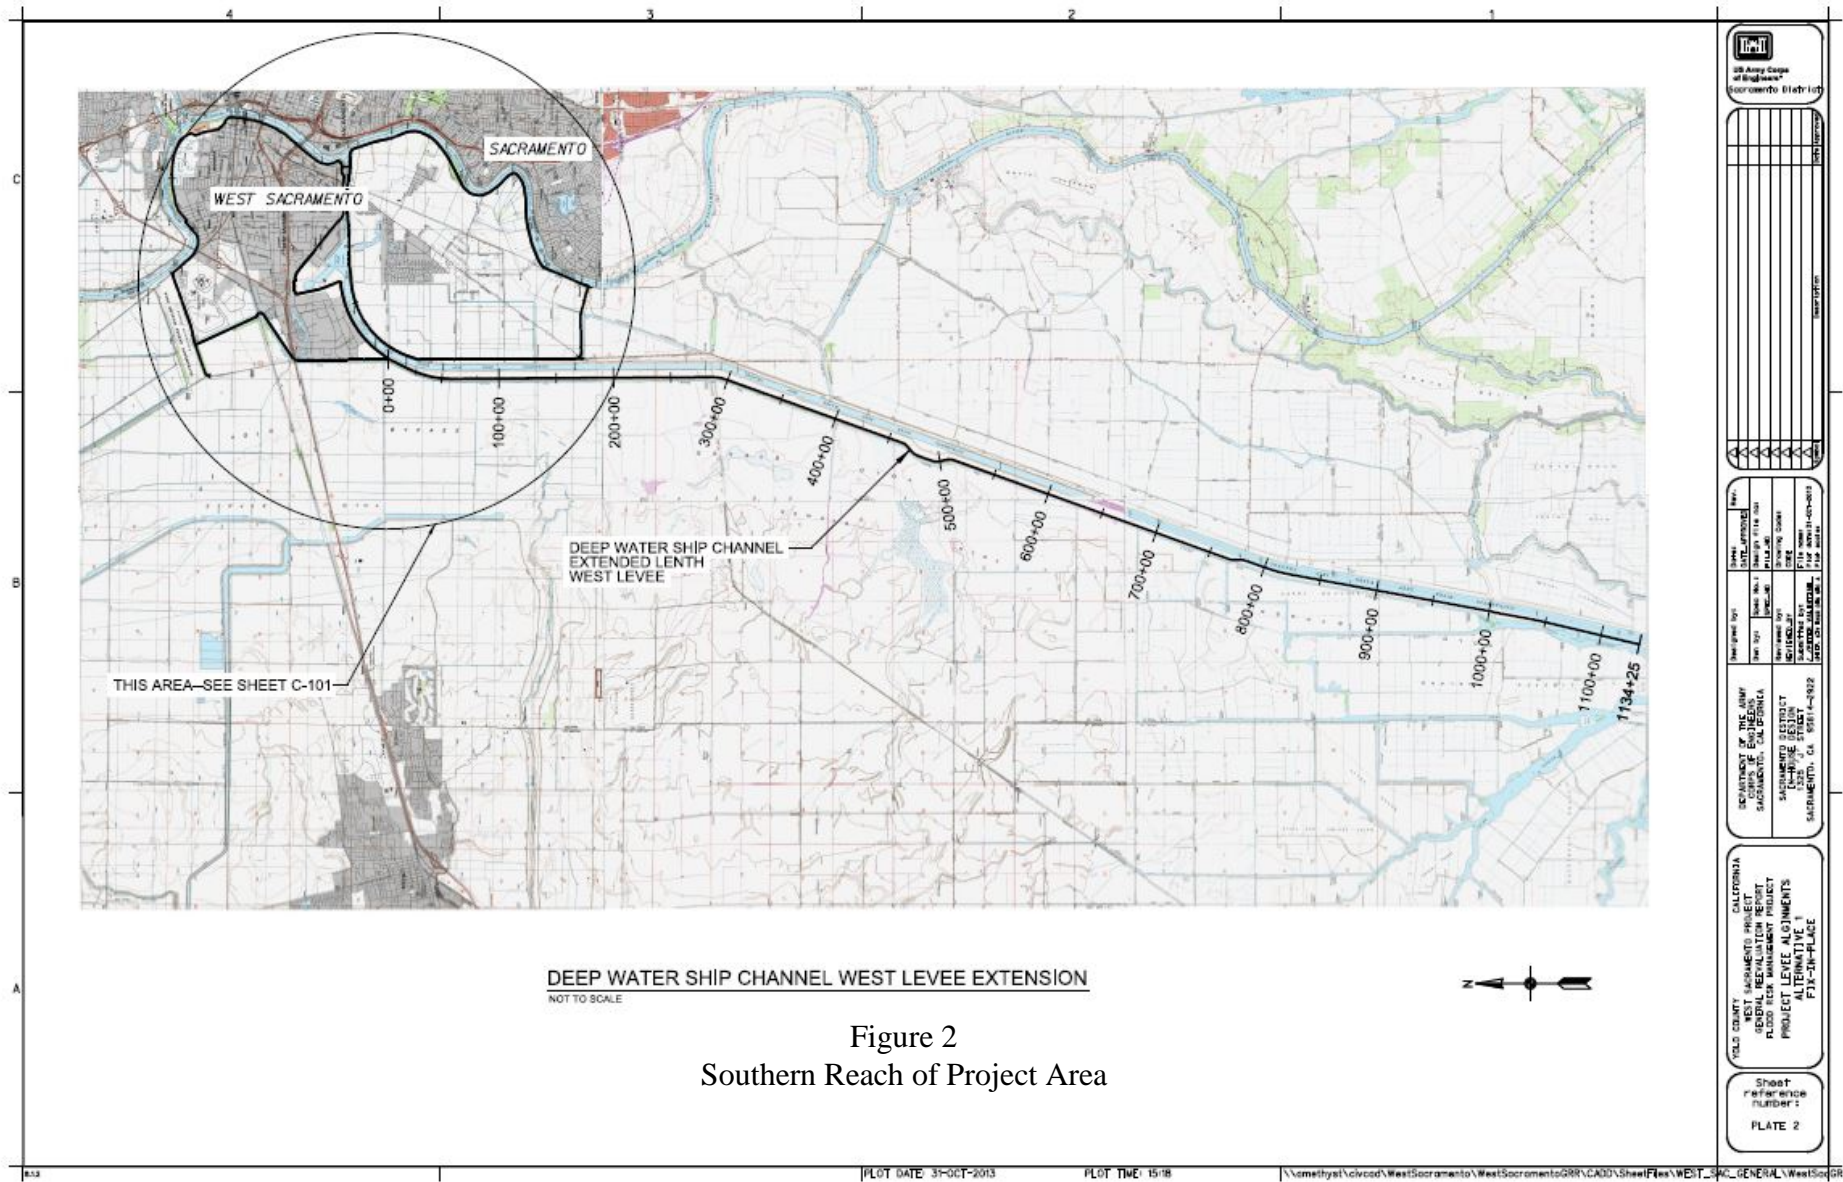 4
3
2
1
C
B
A
SACRAMENTO
WEST SACRAMENTO
0+00
100+00
200+00
300+00
400+00
500+00
600+00
700+00
800+00
900+00
1000+00
1100+00
1134+25
DEEP WATER SHIP CHANNEL
EXTENDED LENTH
WEST LEVEE
THIS AREA-SEE SHEET C-101
DEEP WATER SHIP CHANNEL WEST LEVEE EXTENSION
NOT TO SCALE
N
Figure 2
Southern Reach of Project Area
US Army Corps
of Engineers
Sacramento District
Description
DEPARTMENT OF THE ARMY
CORPS OF ENGINEERS
SACRAMENTO, CALIFORNIA
SACRAMENTO DISTRICT
IN-HOUSE DESIGN
1325 "J" STREET
SACRAMENTO, CA 95814-2922
YOLO COUNTY CALIFORNIA
WEST SACRAMENTO PROJECT
GENERAL REEVALUATION REPORT
FLOOD RISK MANAGEMENT PROJECT
PROJECT LEVEE ALGINMENTS
ALTERNATIVE 1
FIX-IN-PLACE
Sheet
reference
number:
PLATE 2
PLOT DATE: 31-OCT-2013 PLOT TIME: 15:18